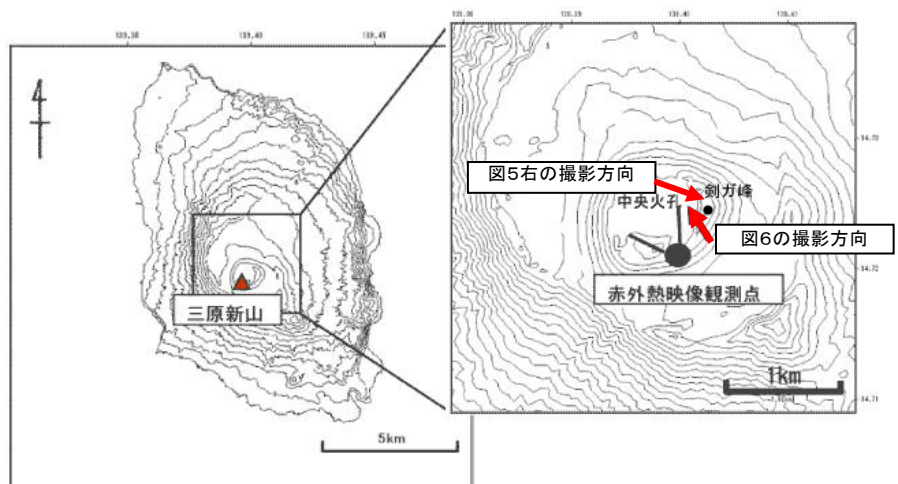 139.35
139.40
139.45
4
三原新山
5km
139.38
139.39
139.40
139.41
34.73
図5右の撮影方向
剣ガ峰
中央火孔
図6の撮影方向
34.72
赤外熱映像観測点
1km
34.71